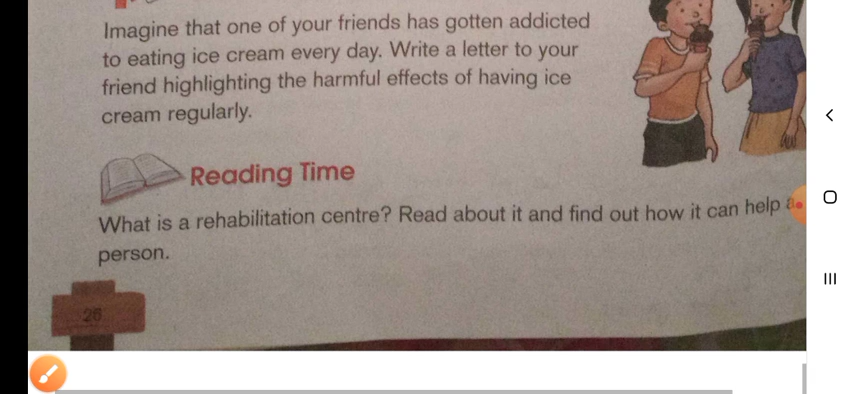 Imagine that one of your friends has gotten addicted
to eating ice cream every day. Write a letter to your
friend highlighting the harmful effects of having ice
cream regularly.
Reading Time
What is a rehabilitation centre? Read about it and find out how it can help
person.
26